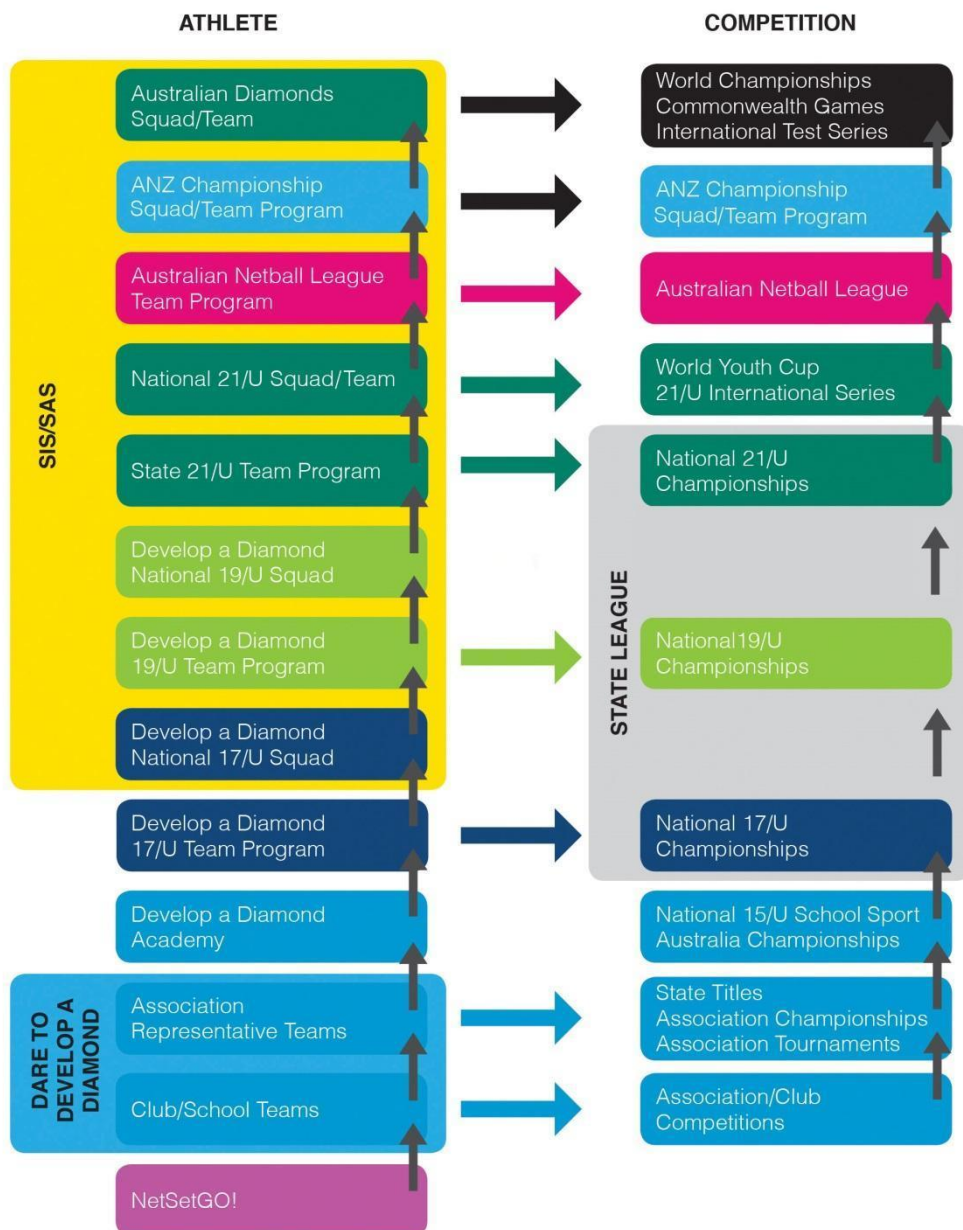 ATHLETE
COMPETITION
SIS/SAS
Australian Diamonds
Squad/Team
World Championships
Commonwealth Games
International Test Series
ANZ Championship
Squad/Team Program
ANZ Championship
Squad/Team Program
Australian Netball League
Team Program
Australian Netball League
National 21/U Squad/Team
World Youth Cup
21/U International Series
STATE LEAGUE
State 21/U Team Program
National 21/U
Championships
Develop a Diamond
National 19/U Squad
Develop a Diamond
19/U Team Program
National19/U
Championships
Develop a Diamond
National 17/U Squad
Develop a Diamond
17/U Team Program
National 17/U
Championships
Develop a Diamond
Academy
National 15/U School Sport
Australia Championships
DARE TO
DEVELOP A
DIAMOND
Association
Representative Teams
State Titles
Association Championships
Association Tournaments
Club/School Teams
Association/Club
Competitions
NetSetGO!